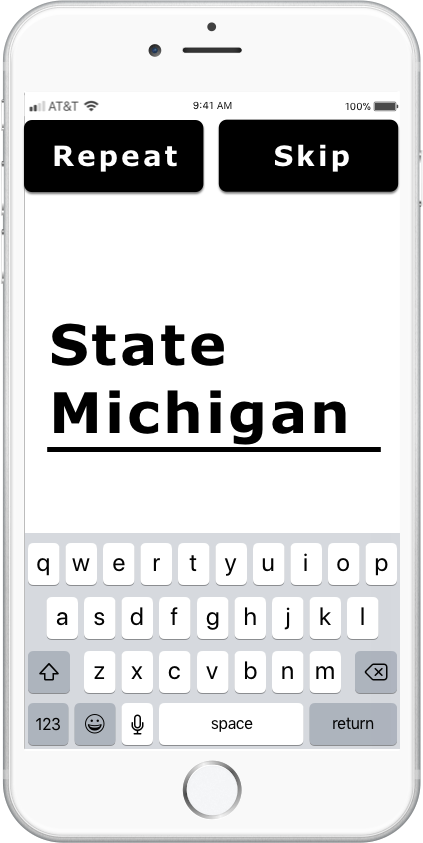 AT&T 9:41 AM 100%
Repeat Skip
State
Michigan
q w e r t y u i o p
a s d f g h j k l
z x c v b n m
123 space return